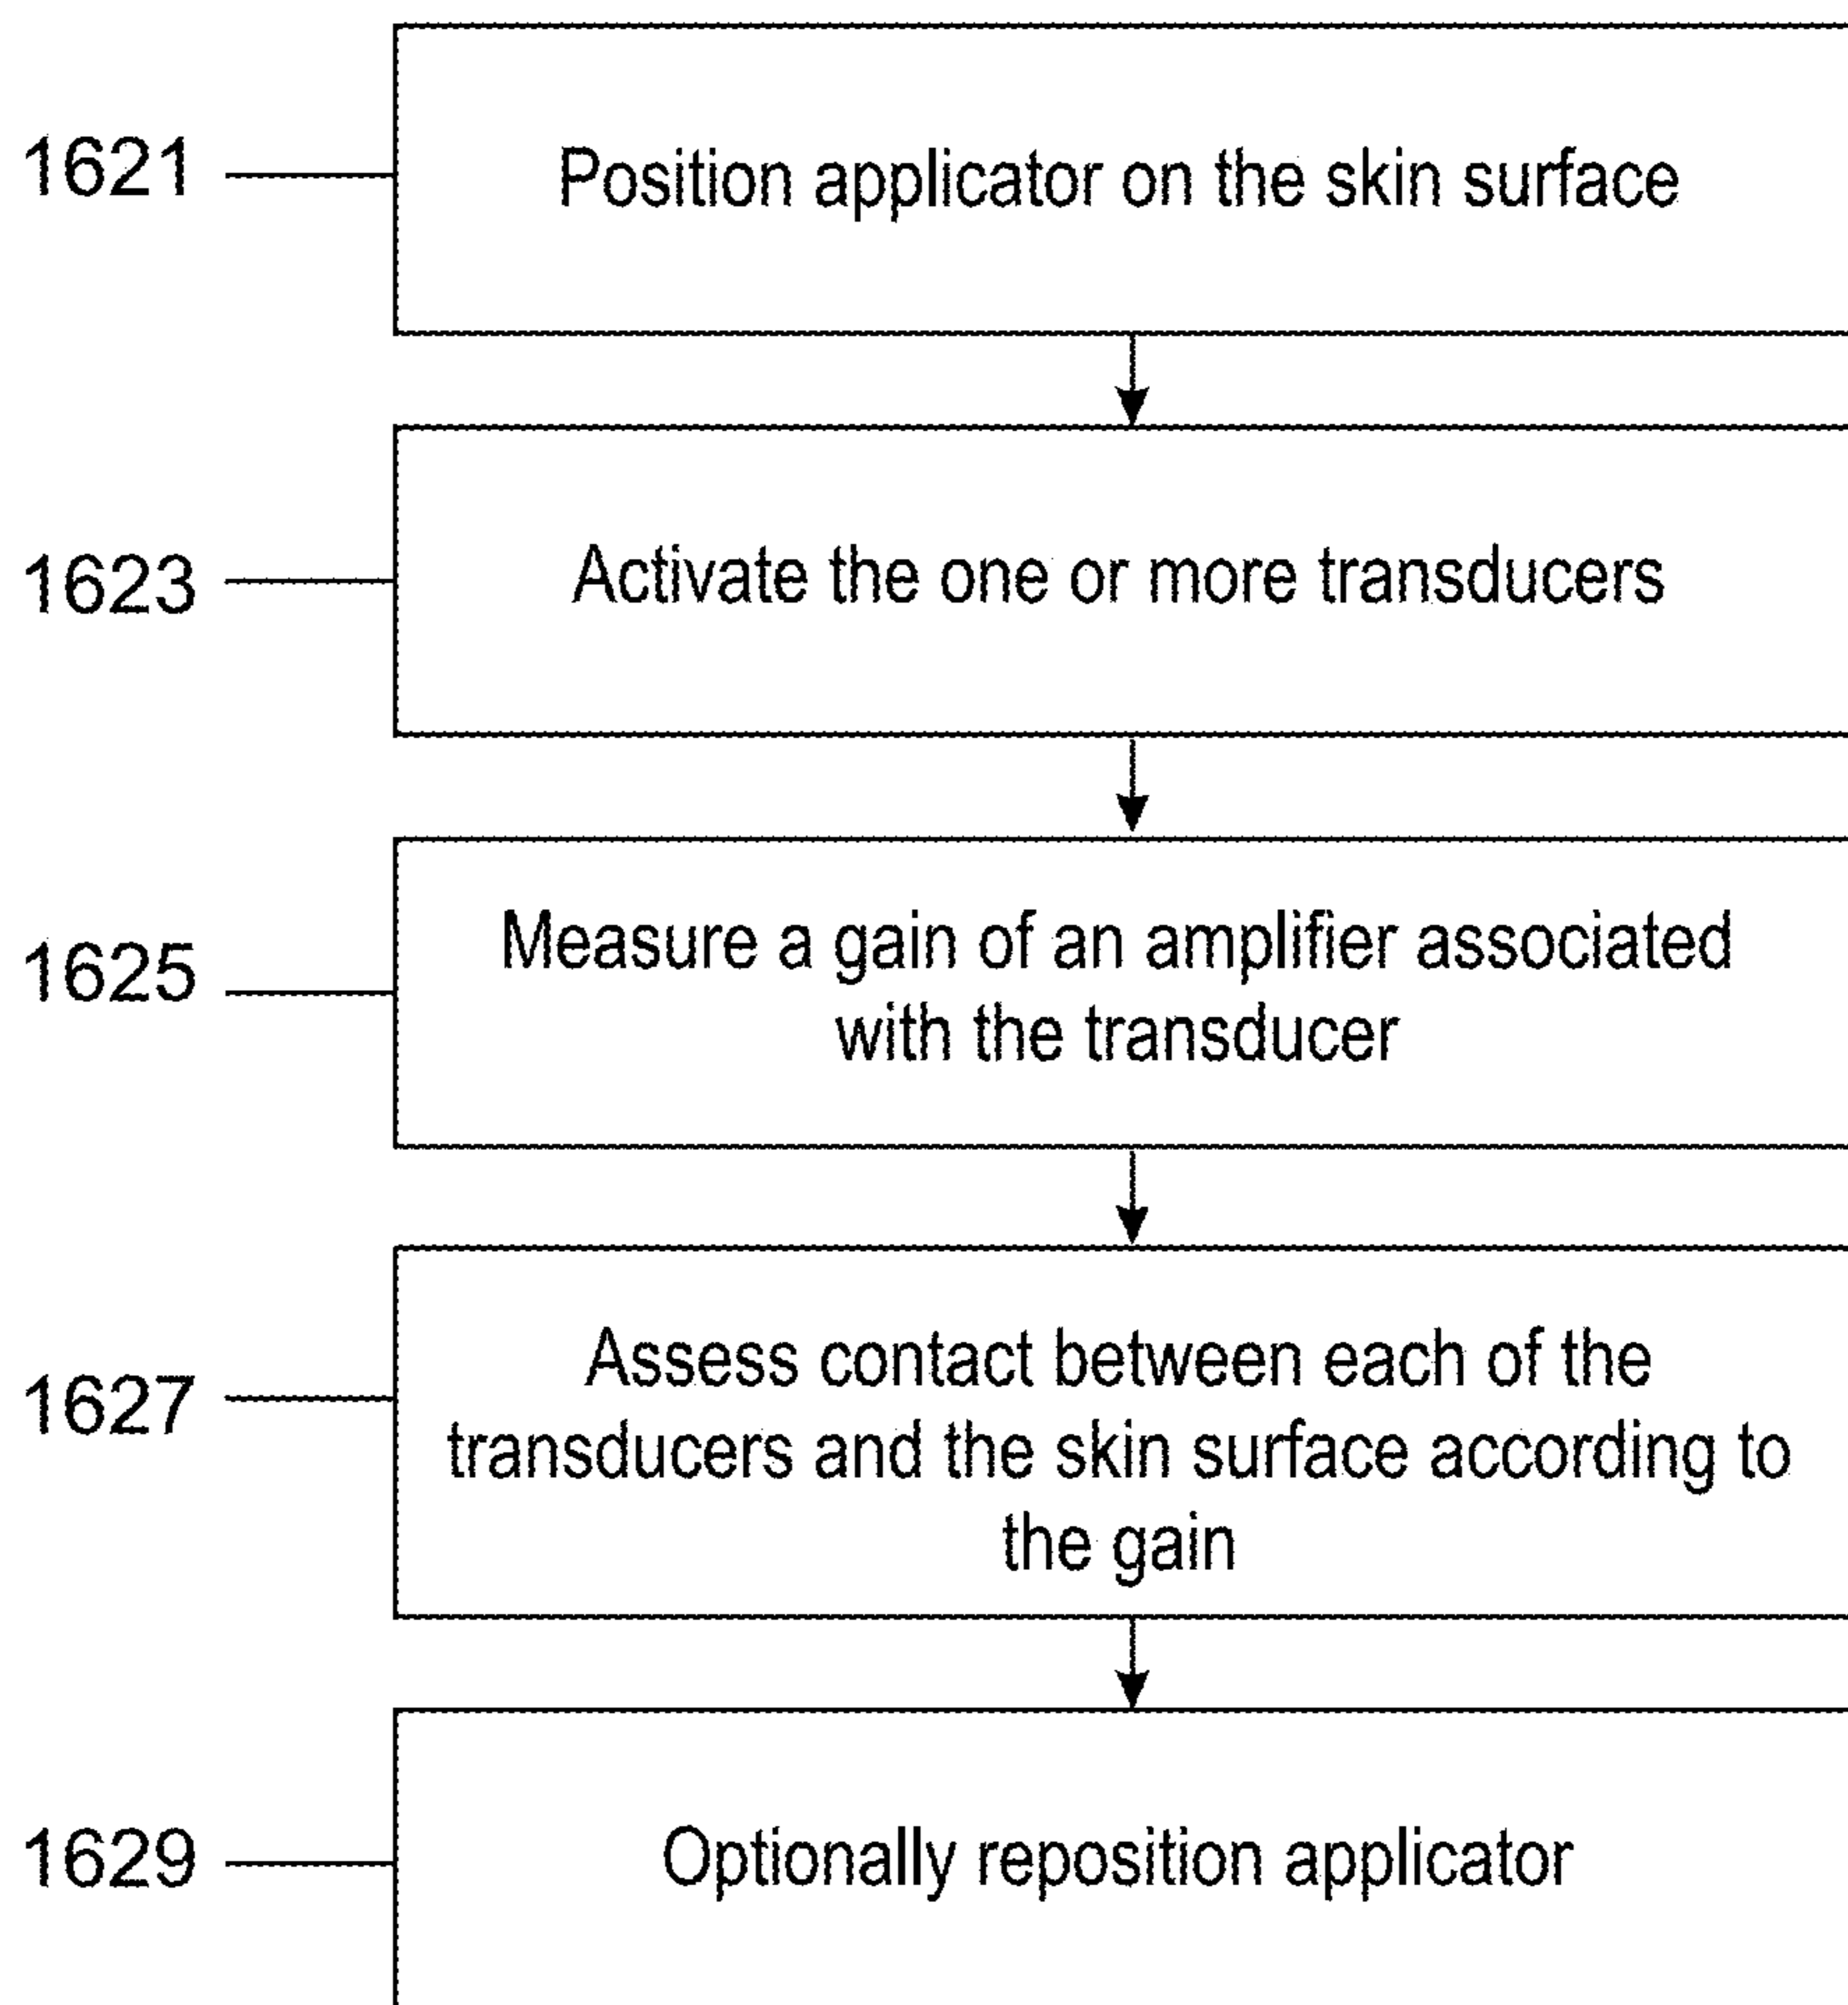 1621
Position applicator on the skin surface
1623
Activate the one or more transducers
1625
Measure a gain of an amplifier associated
with the transducer
1627
Assess contact between each of the
transducers and the skin surface according to
the gain
1629
Optionally reposition applicator